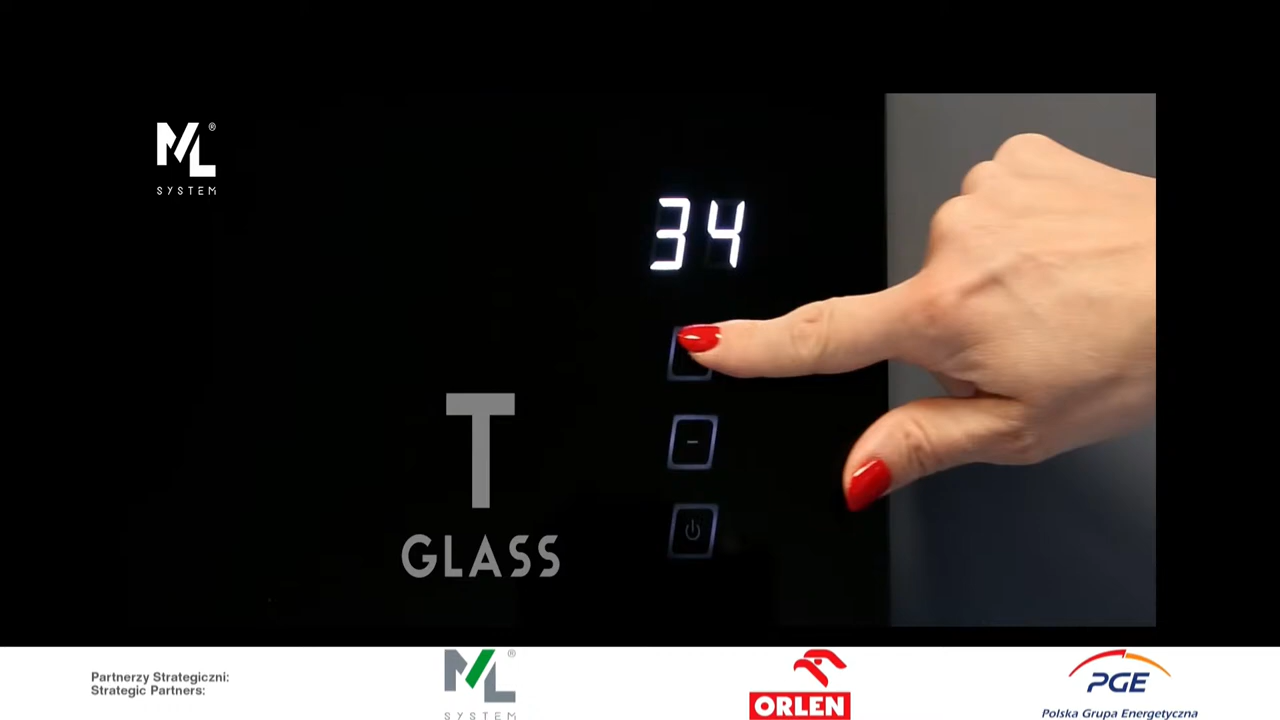 ML®
SYSTEM
34
-
T
GLASS
Partnerzy Strategiczni:
Strategic Partners:
ML®
SYSTEM
ORLEN
PGE
Polska Grupa Energetyczna